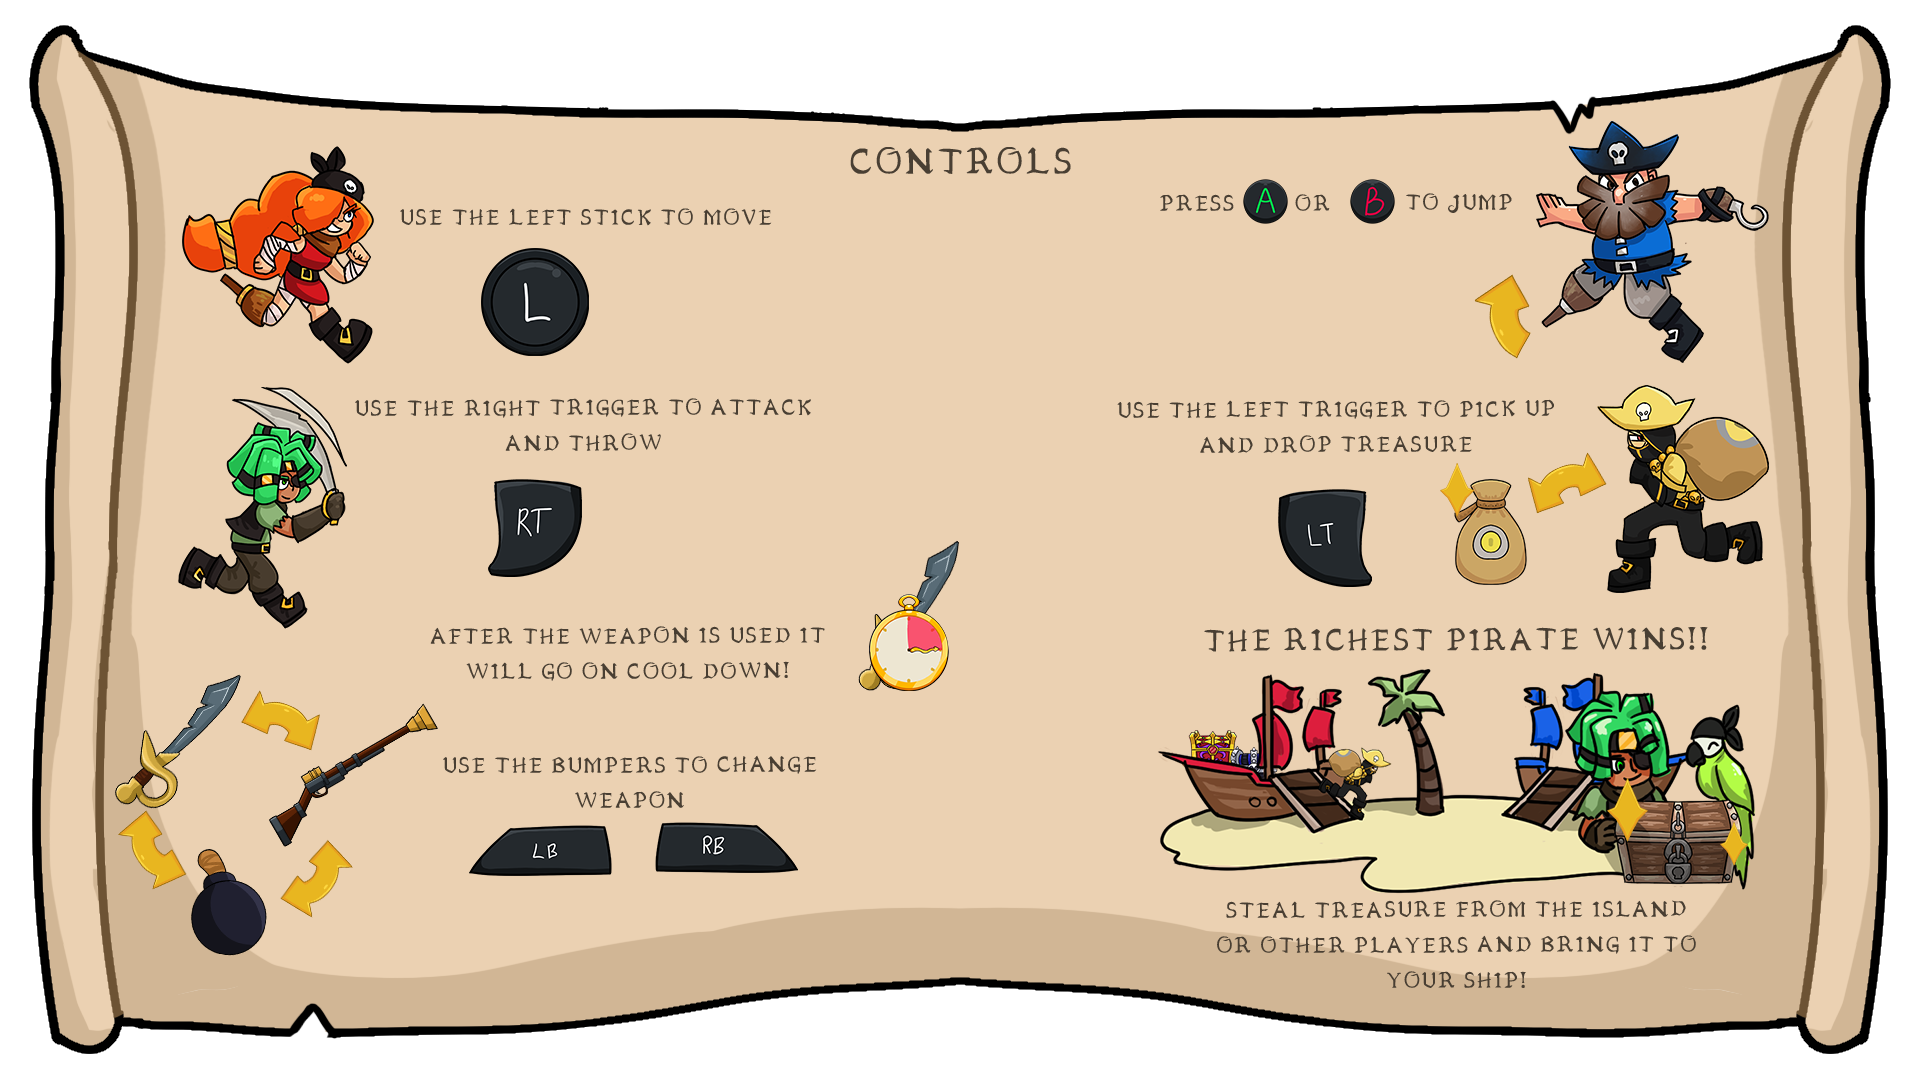 CONTROLS
USE THE LEFT STICK TO MOVE
L
PRESS A OR B TO JUMP
USE THE RIGHT TRIGGER TO ATTACK
AND THROW
RT
USE THE LEFT TRIGGER TO PICK UP
AND DROP TREASURE
LT
AFTER THE WEAPON IS USED IT
WILL GO ON COOL DOWN!
USE THE BUMPERS TO CHANGE
WEAPON
LB
RB
THE RICHEST PIRATE WINS!!
STEAL TREASURE FROM THE ISLAND
OR OTHER PLAYERS AND BRING IT TO
YOUR SHIP!